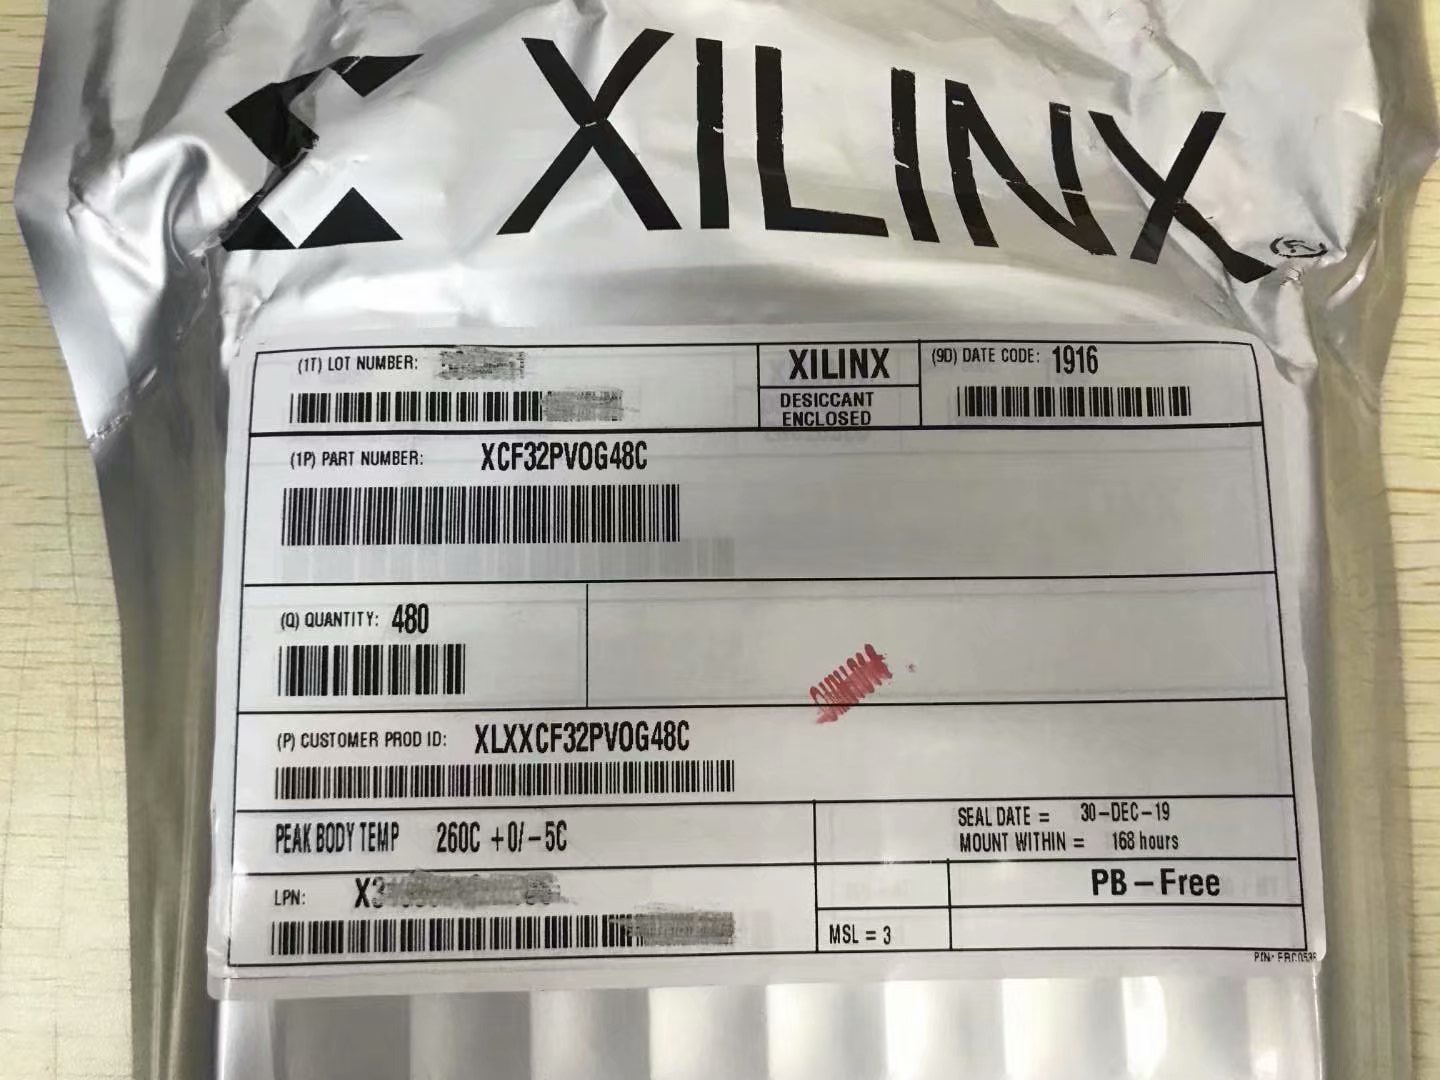 XILINX®
(1T) LOT NUMBER:
XILINX
DESICCANT
ENCLOSED
(9D) DATE CODE: 1916
(1P) PART NUMBER: XCF32PVOG48C
(Q) QUANTITY: 480
(P) CUSTOMER PROD ID: XLXXCF32PVOG48C
PEAK BODY TEMP 260C +0/-5C
SEAL DATE = 30-DEC-19
MOUNT WITHIN = 168 hours
LPN:
PB-Free
MSL = 3